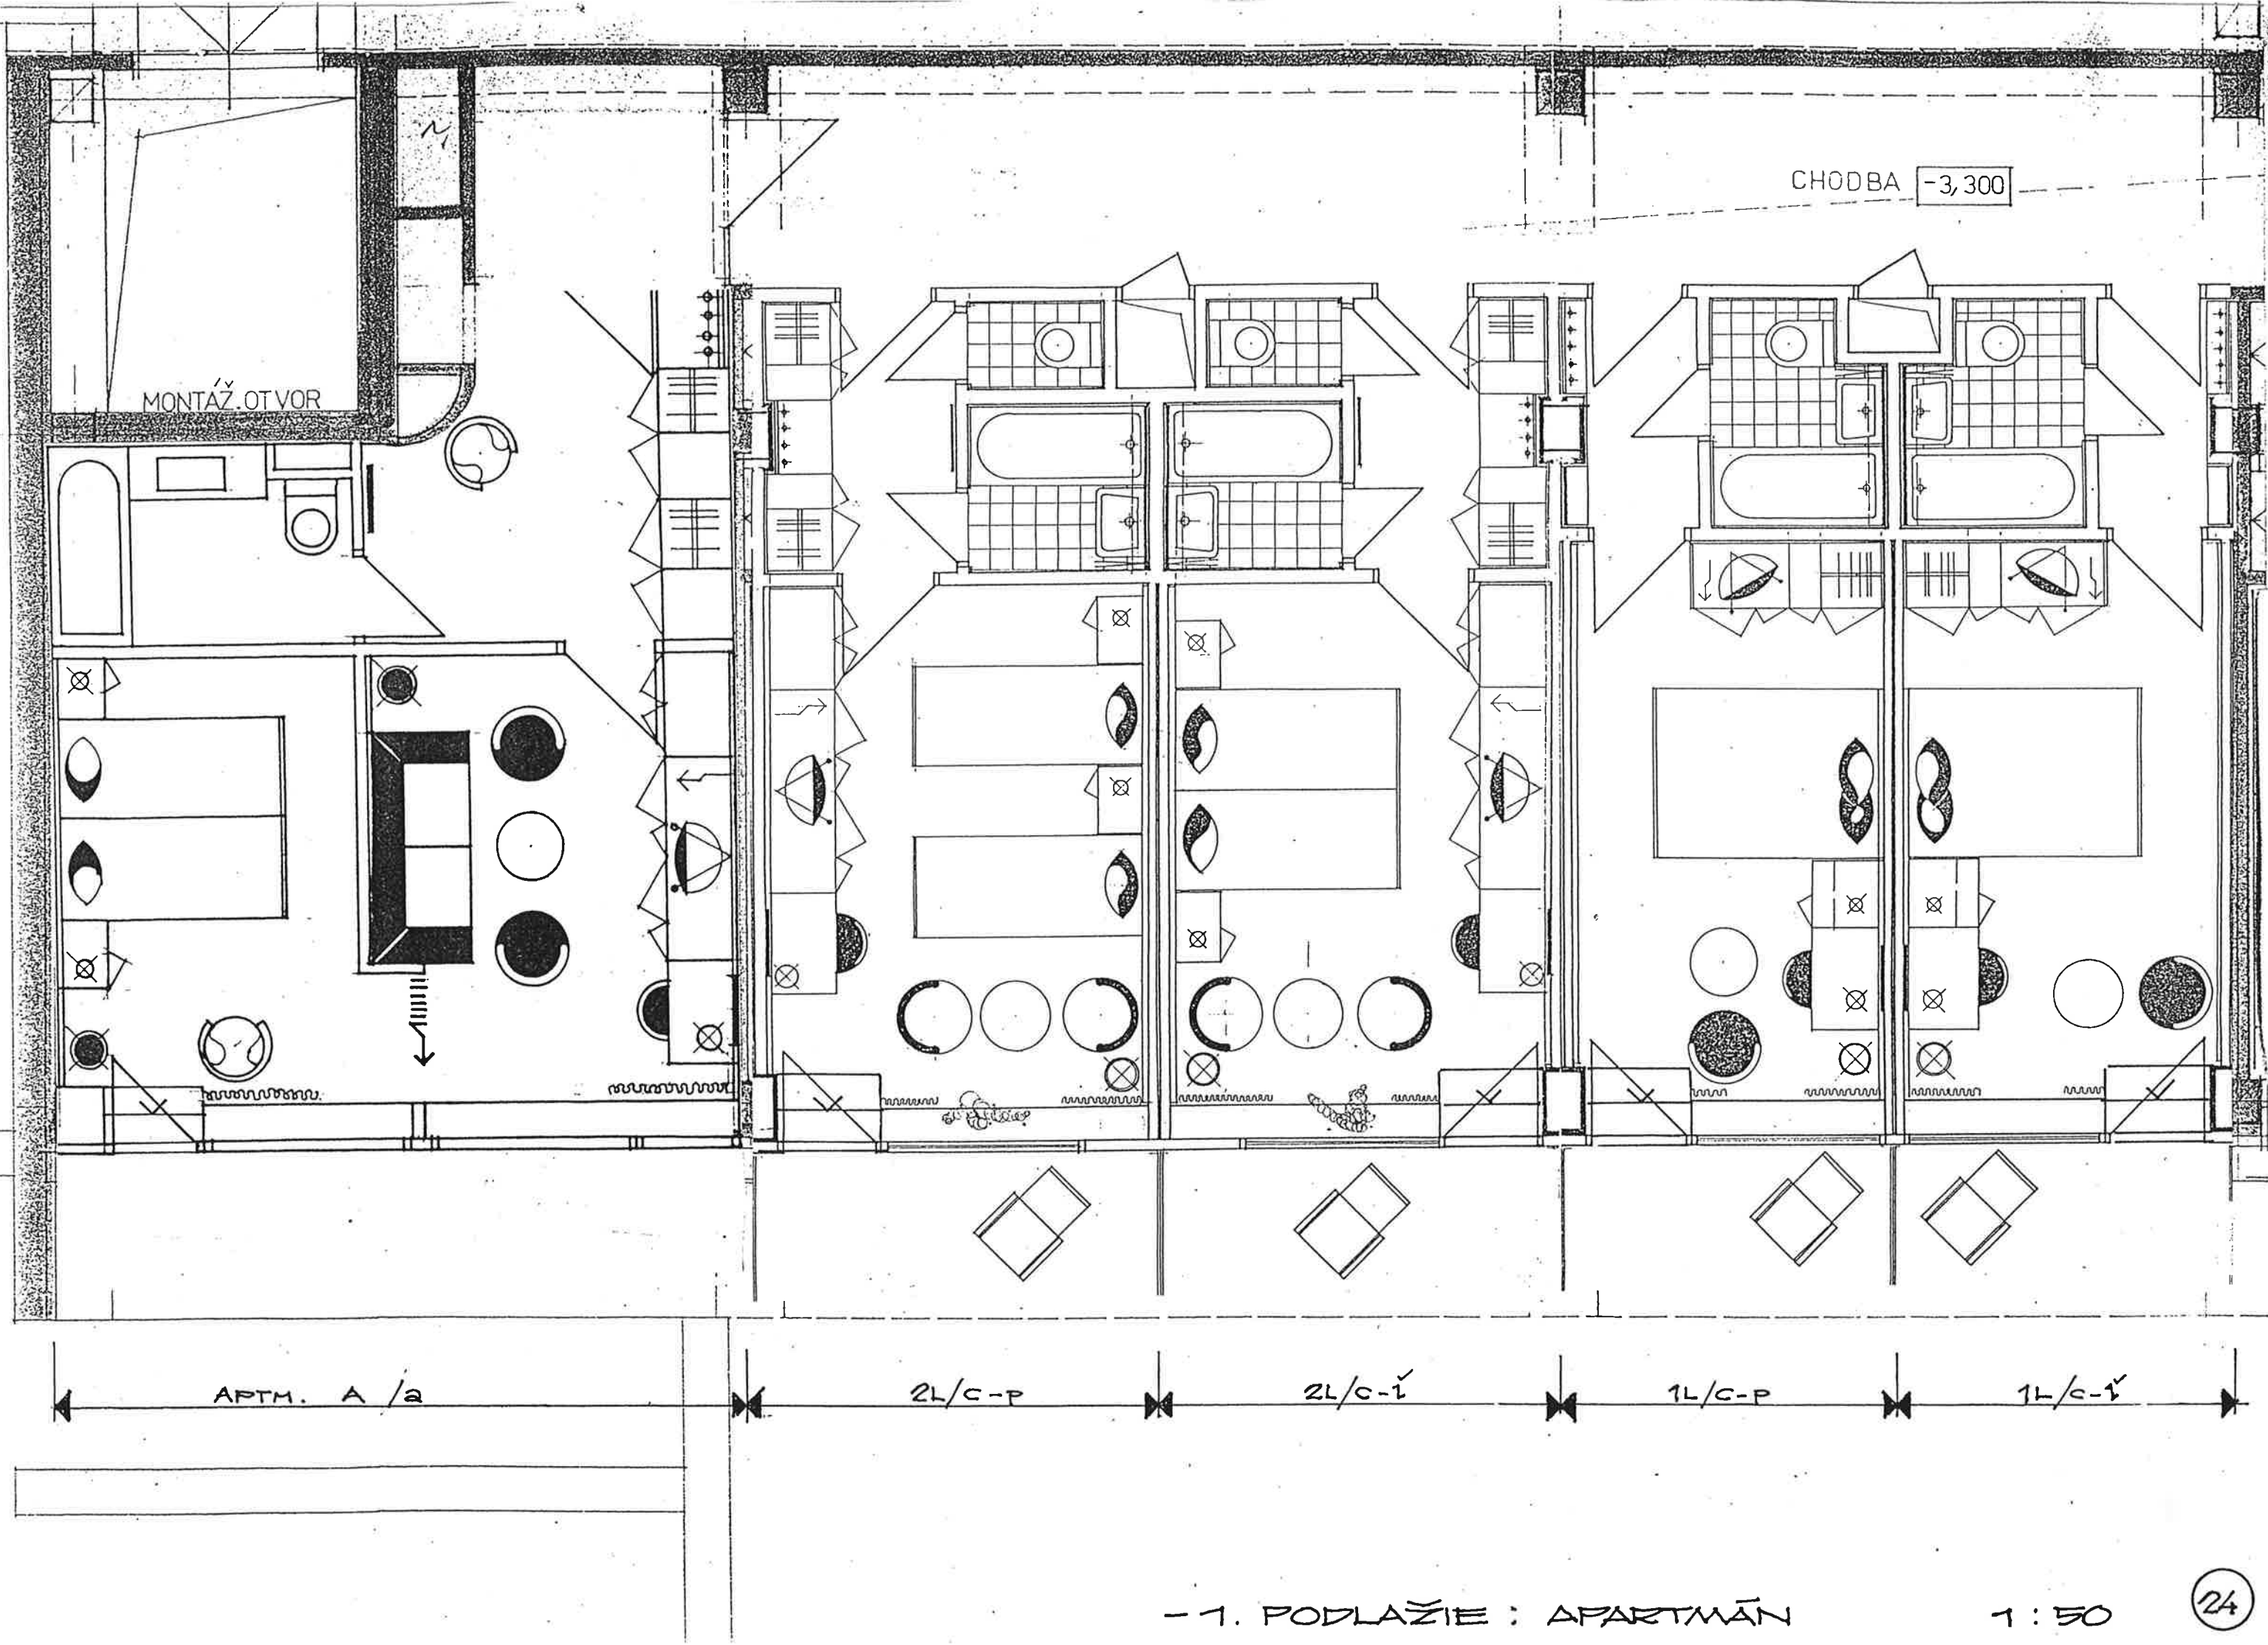 CHODBA -3,300
MONTÁŽ.OTVOR
APTM. A /a
2L/c-p
2L/c-ľ
1L/c-p
1L/c-ľ
-1. PODLAŽIE : APARTMÁN 1:50 24